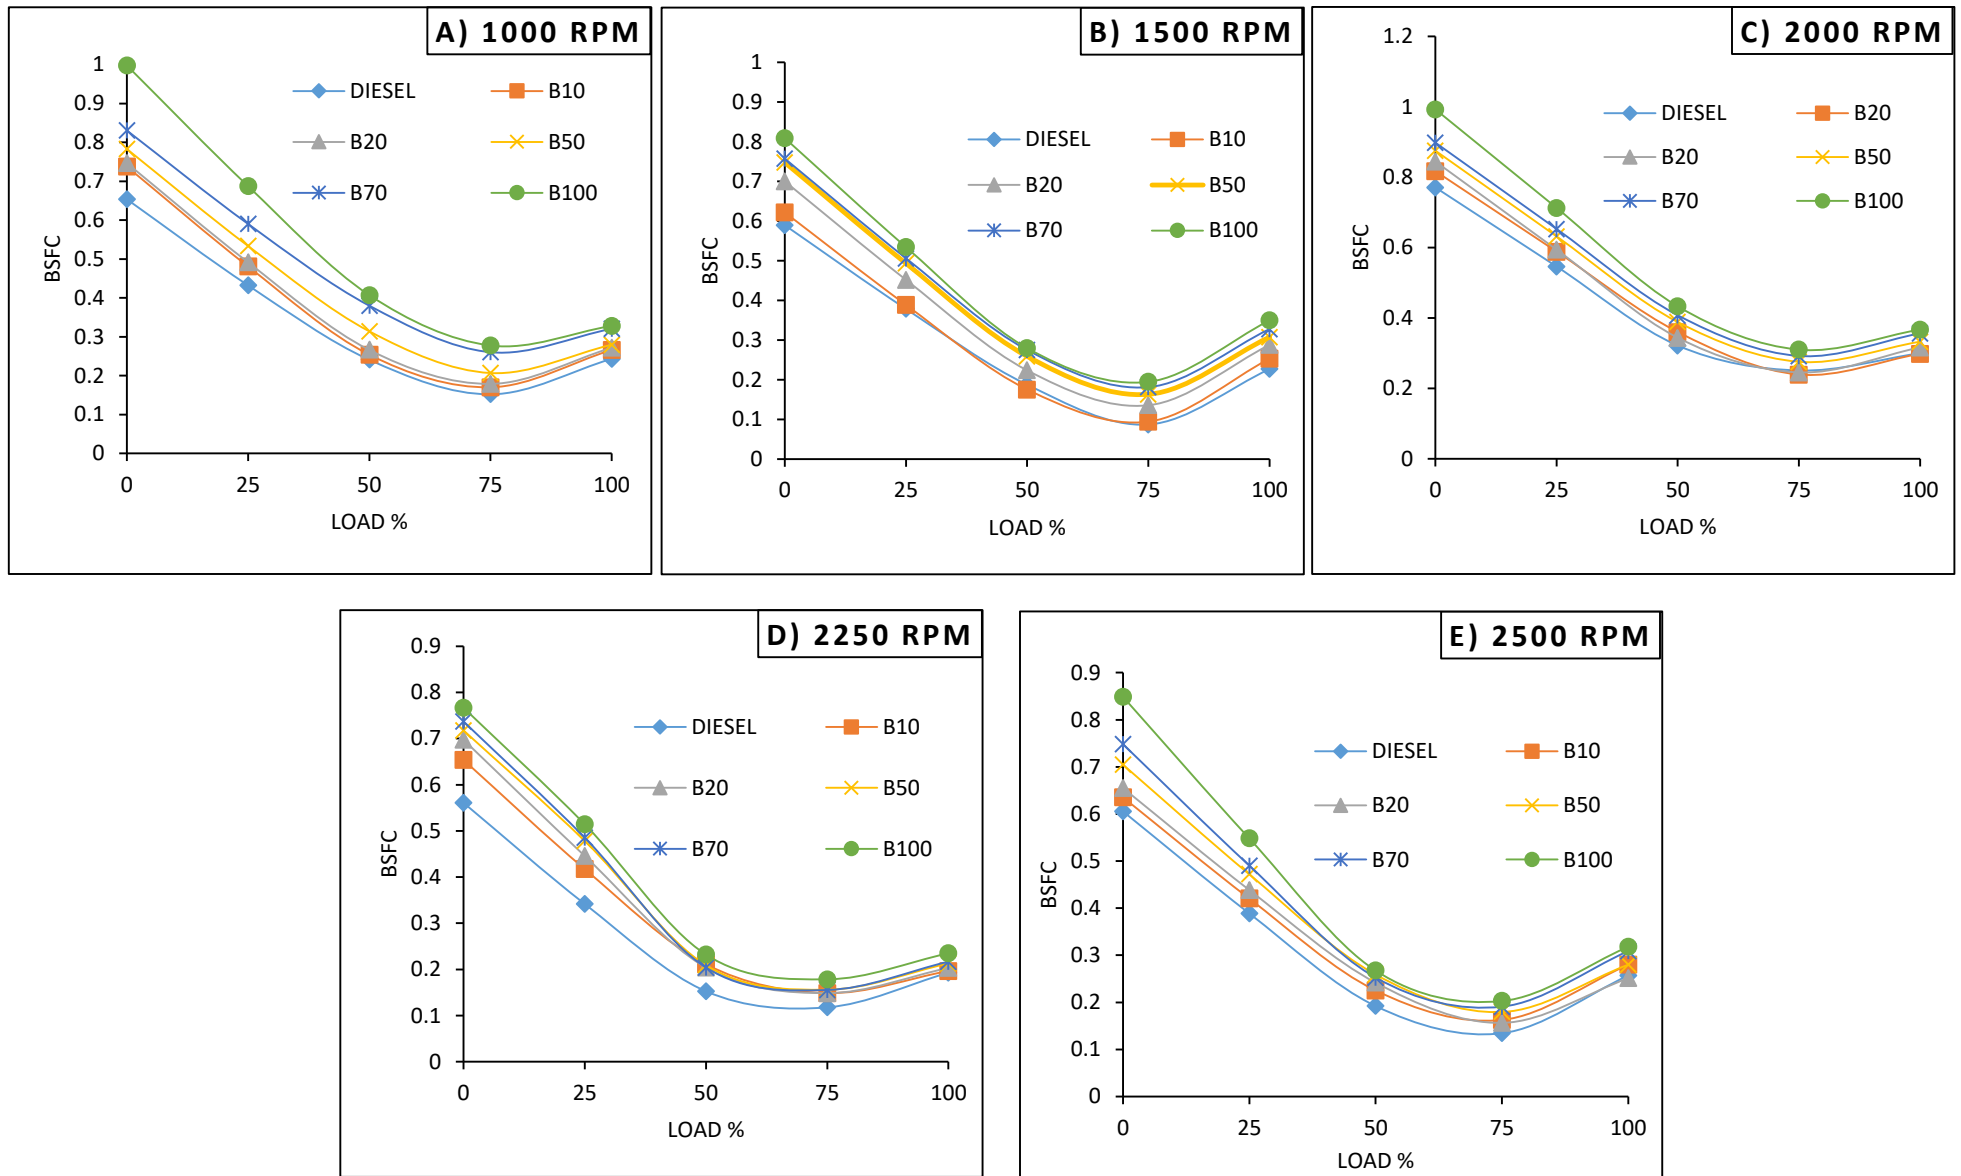 A) 1000 RPM
1
0.9
0.8
0.7
0.6
0.5
0.4
0.3
0.2
0.1
0
BSFC
DIESEL B10
B20 B50
B70 B100
0 25 50 75 100
LOAD %
B) 1500 RPM
1
0.9
0.8
0.7
0.6
0.5
0.4
0.3
0.2
0.1
0
BSFC
DIESEL B10
B20 B50
B70 B100
0 25 50 75 100
LOAD %
C) 2000 RPM
1.2
1
0.8
0.6
0.4
0.2
0
BSFC
DIESEL B20
B20 B50
B70 B100
0 25 50 75 100
LOAD %
D) 2250 RPM
0.9
0.8
0.7
0.6
0.5
0.4
0.3
0.2
0.1
0
BSFC
DIESEL B10
B20 B50
B70 B100
0 25 50 75 100
LOAD %
E) 2500 RPM
0.9
0.8
0.7
0.6
0.5
0.4
0.3
0.2
0.1
0
BSFC
DIESEL B10
B20 B50
B70 B100
0 25 50 75 100
LOAD %